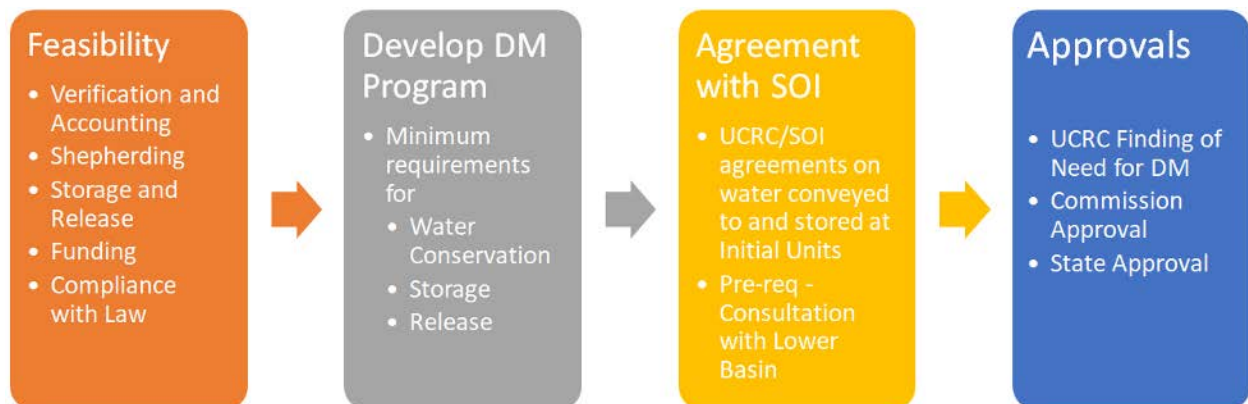 Feasibility
• Verification and
Accounting
• Shepherding
• Storage and
Release
• Funding
• Compliance
with Law
Develop DM
Program
• Minimum
requirements
for
• Water
Conservation
• Storage
• Release
Agreement
with SOI
• UCRC/SOI
agreements on
water conveyed
to and stored at
Initial Units
• Pre-req -
Consultation
with Lower
Basin
Approvals
• UCRC Finding of
Need for DM
• Commission
Approval
• State Approval